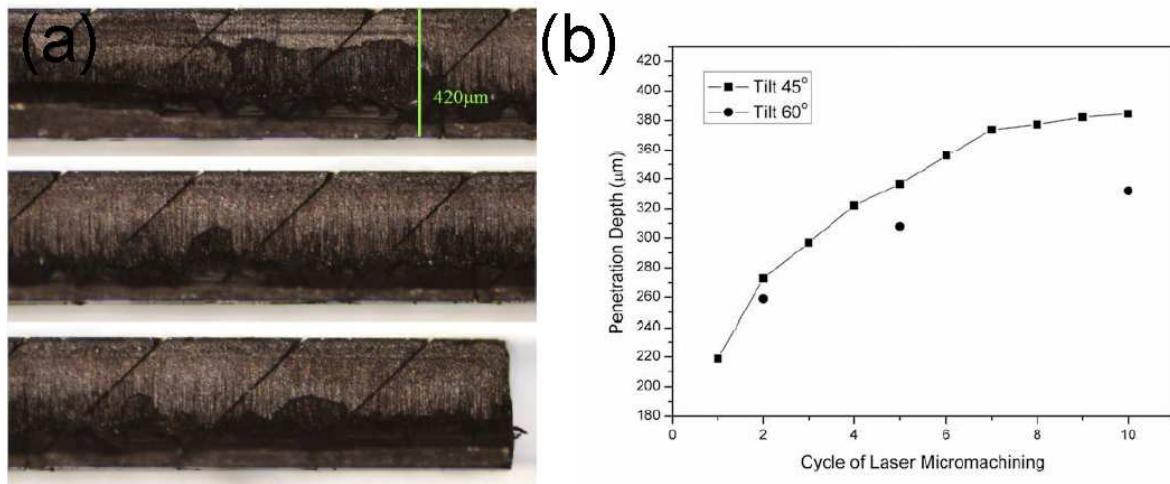 (a)
420μm
(b)
Tilt 45°
Tilt 60°
420
400
380
360
340
320
300
280
260
240
220
200
180
Penetration Depth (μm)
0 2 4 6 8 10
Cycle of Laser Micromachining